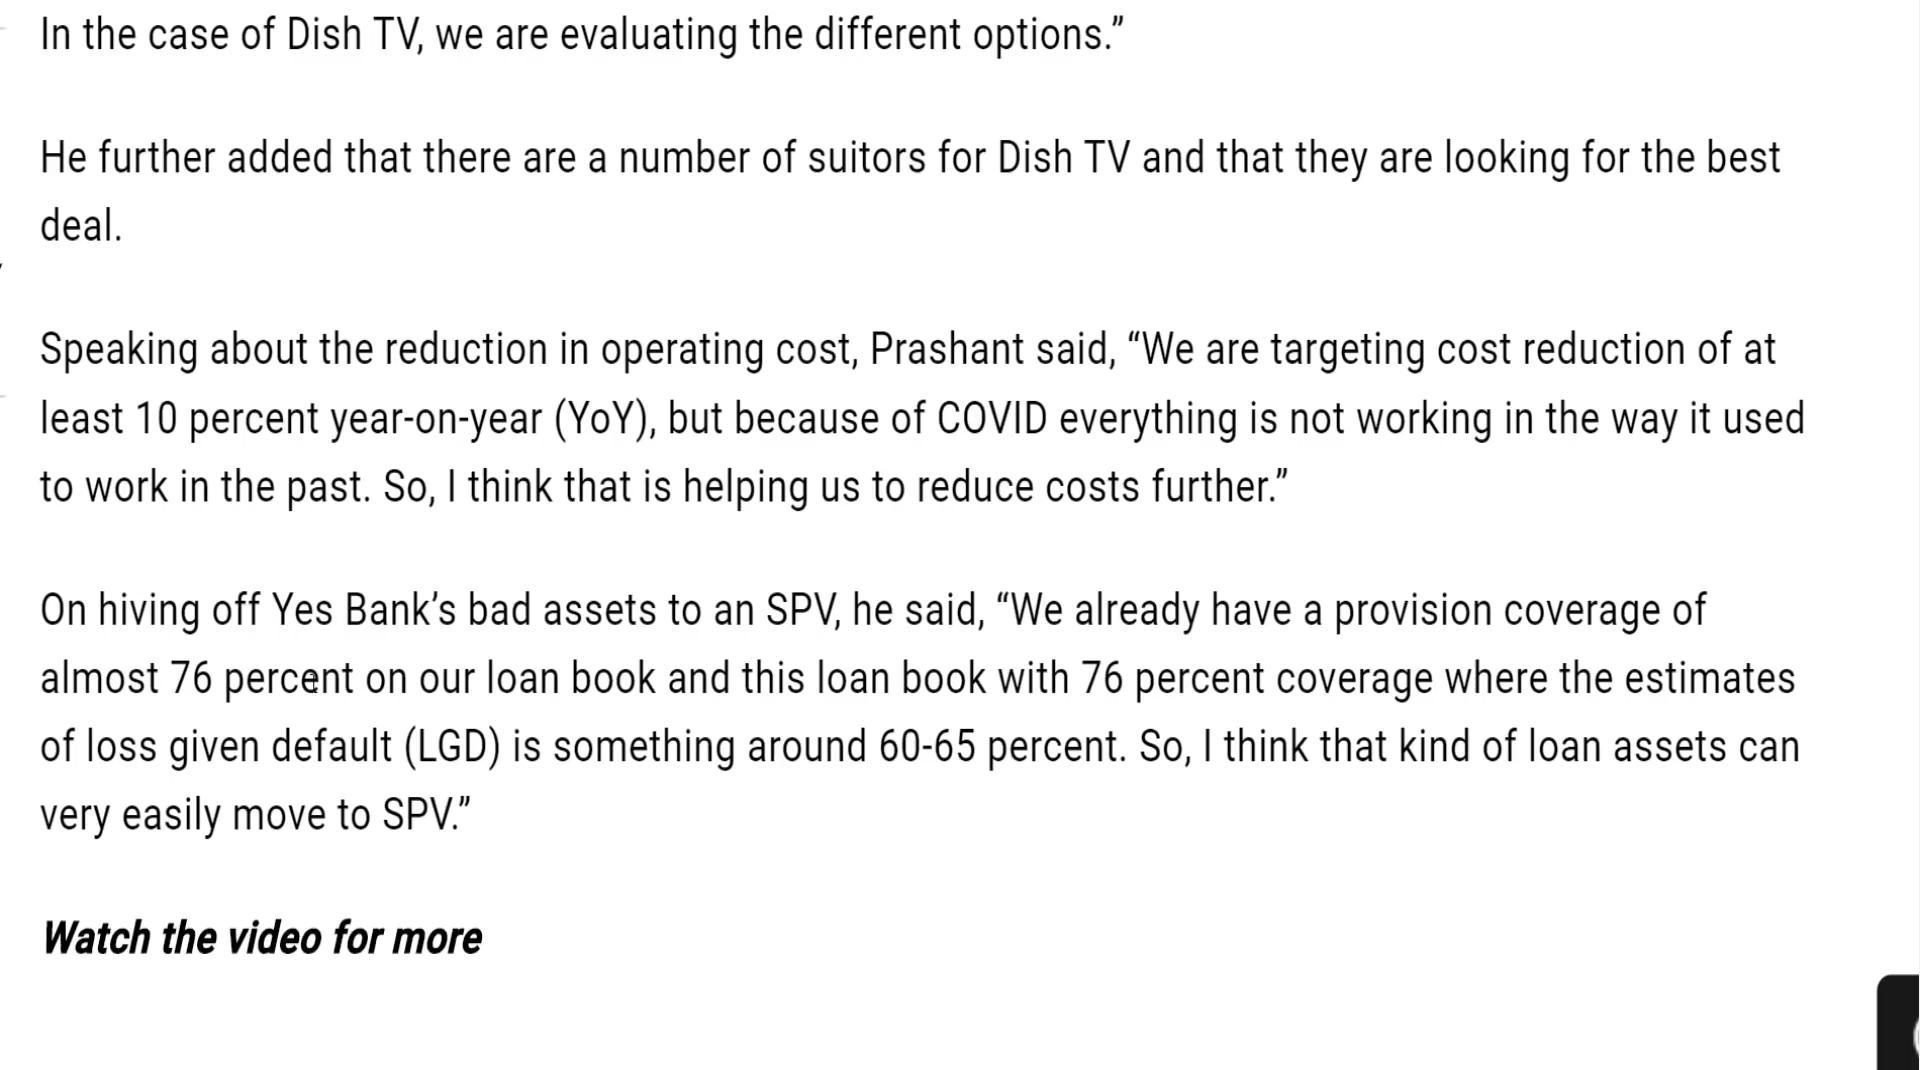 In the case of Dish TV, we are evaluating the different options.”
He further added that there are a number of suitors for Dish TV and that they are looking for the best
deal.
Speaking about the reduction in operating cost, Prashant said, “We are targeting cost reduction of at
least 10 percent year-on-year (YoY), but because of COVID everything is not working in the way it used
to work in the past. So, I think that is helping us to reduce costs further.”
On hiving off Yes Bank’s bad assets to an SPV, he said, “We already have a provision coverage of
almost 76 percent on our loan book and this loan book with 76 percent coverage where the estimates
of loss given default (LGD) is something around 60-65 percent. So, I think that kind of loan assets can
very easily move to SPV.”
Watch the video for more